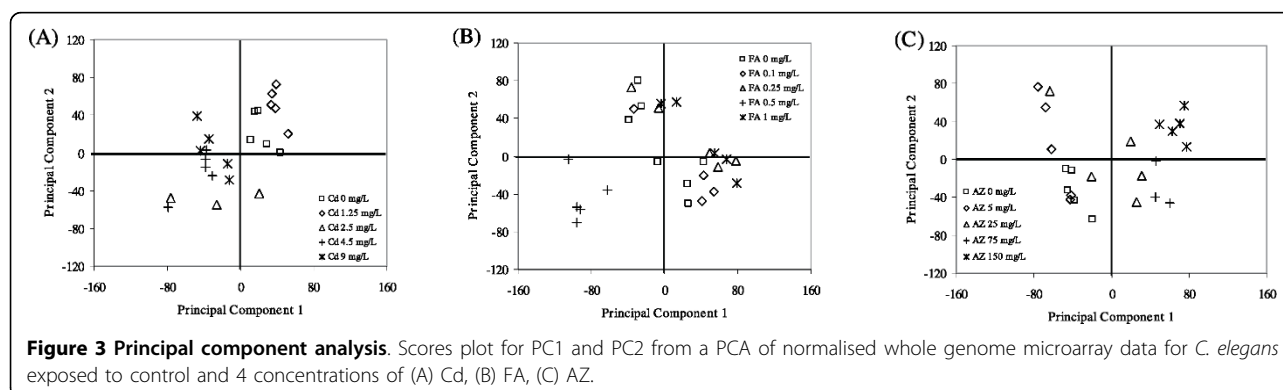 (A)
120
80
40
0
-40
-80
-120
-160
-80
0
80
160
Principal Component 2
Principal Component 1
Cd 0 mg/L
Cd 1.25 mg/L
Cd 2.5 mg/L
Cd 4.5 mg/L
Cd 9 mg/L
(B)
120
80
40
0
-40
-80
-120
-160
-80
0
80
160
Principal Component 2
Principal Component 1
FA 0 mg/L
FA 0.1 mg/L
FA 0.25 mg/L
FA 0.5 mg/L
FA 1 mg/L
(C)
120
80
40
0
-40
-80
-120
-160
-80
0
80
160
Principal Component 2
Principal Component 1
AZ 0 mg/L
AZ 5 mg/L
AZ 25 mg/L
AZ 75 mg/L
AZ 150 mg/L
Figure 3 Principal component analysis. Scores plot for PC1 and PC2 from a PCA of normalised whole genome microarray data for C. elegans
exposed to control and 4 concentrations of (A) Cd, (B) FA, (C) AZ.